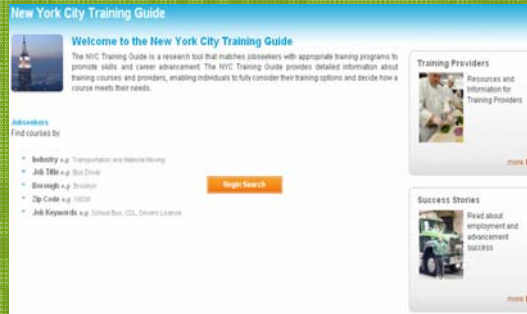 New York City Training Guide
Welcome to the New York City Training Guide
The NYC Training Guide is a research tool that matches jobseekers with appropriate training programs to
promote skills and career advancement. The NYC Training Guide provides detailed information about
training courses and providers, enabling individuals to fully consider their training options and decide how a
course meets their needs.
Jobseekers
Find courses by:
Industry e.g. Transportation and Material Moving
Job Title e.g. Bus Driver
Borough e.g. Brooklyn
Zip Code e.g. 10038
Job Keywords e.g. School Bus, CDL, Drivers License
Begin Search
Training Providers
Resources and
Information for
Training Providers
more
Success Stories
Read about
employment and
advancement
success
more